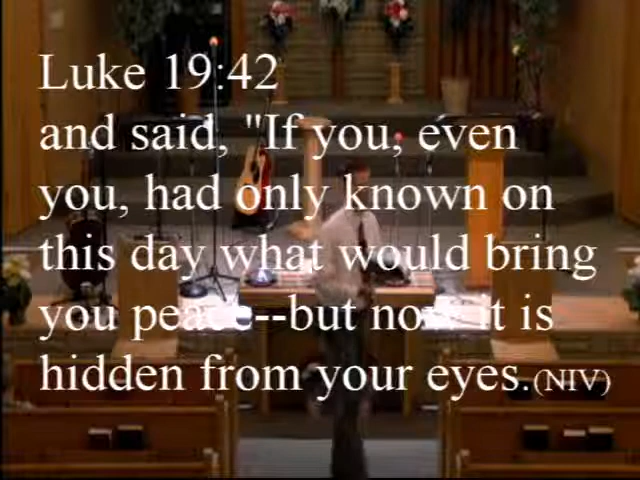 Luke 19:42
and said, "If you, even
you, had only known on
this day what would bring
you peace--but now it is
hidden from your eyes.(NIV)